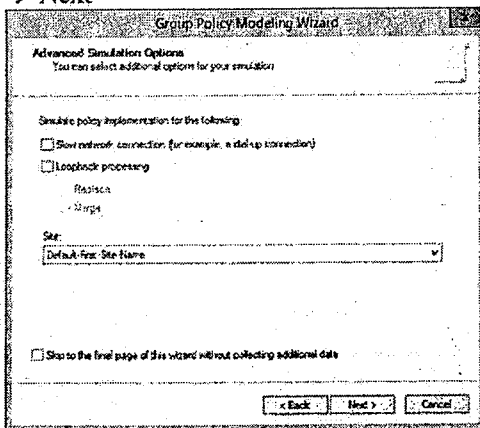 > Next
Group Policy Modeling Wizard
Advanced Simulation Options
You can select additional options for your simulation
Simulate policy implementation for the following:
Slow network connection (for example, a dial-up connection)
Loopback processing
Replace
Merge
Site:
Default-First-Site-Name
Skip to the final page of this wizard without collecting additional data
< Back
Next >
Cancel